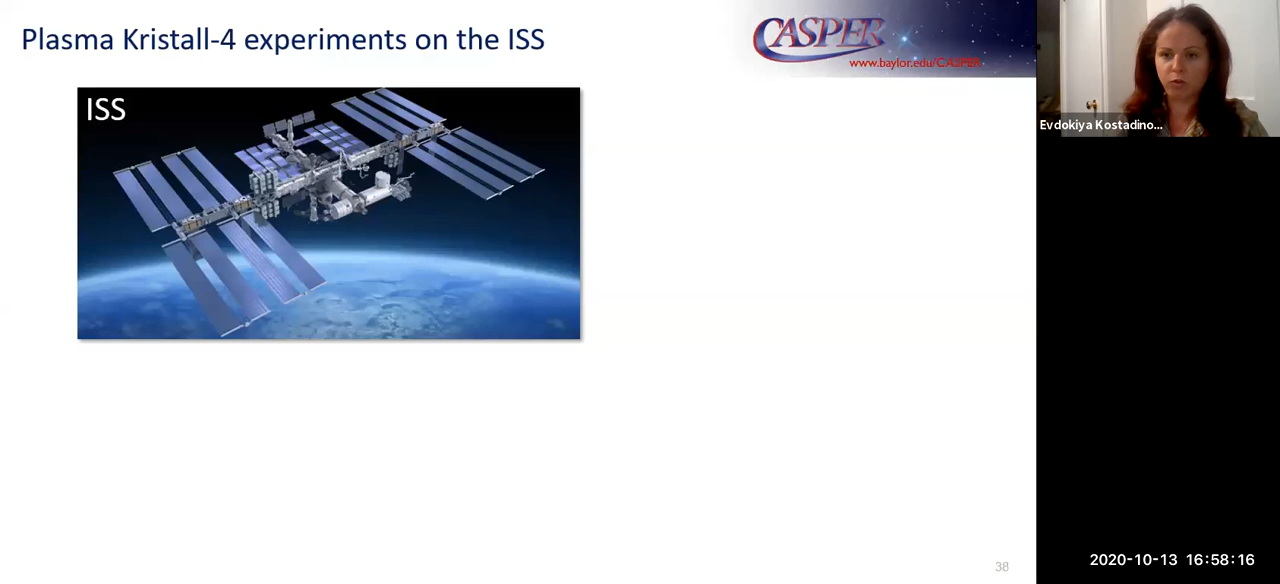 Plasma Kristall-4 experiments on the ISS
CASPER
www.baylor.edu/CASPER
ISS
Evdokiya Kostadino...
38
2020-10-13 16:58:16